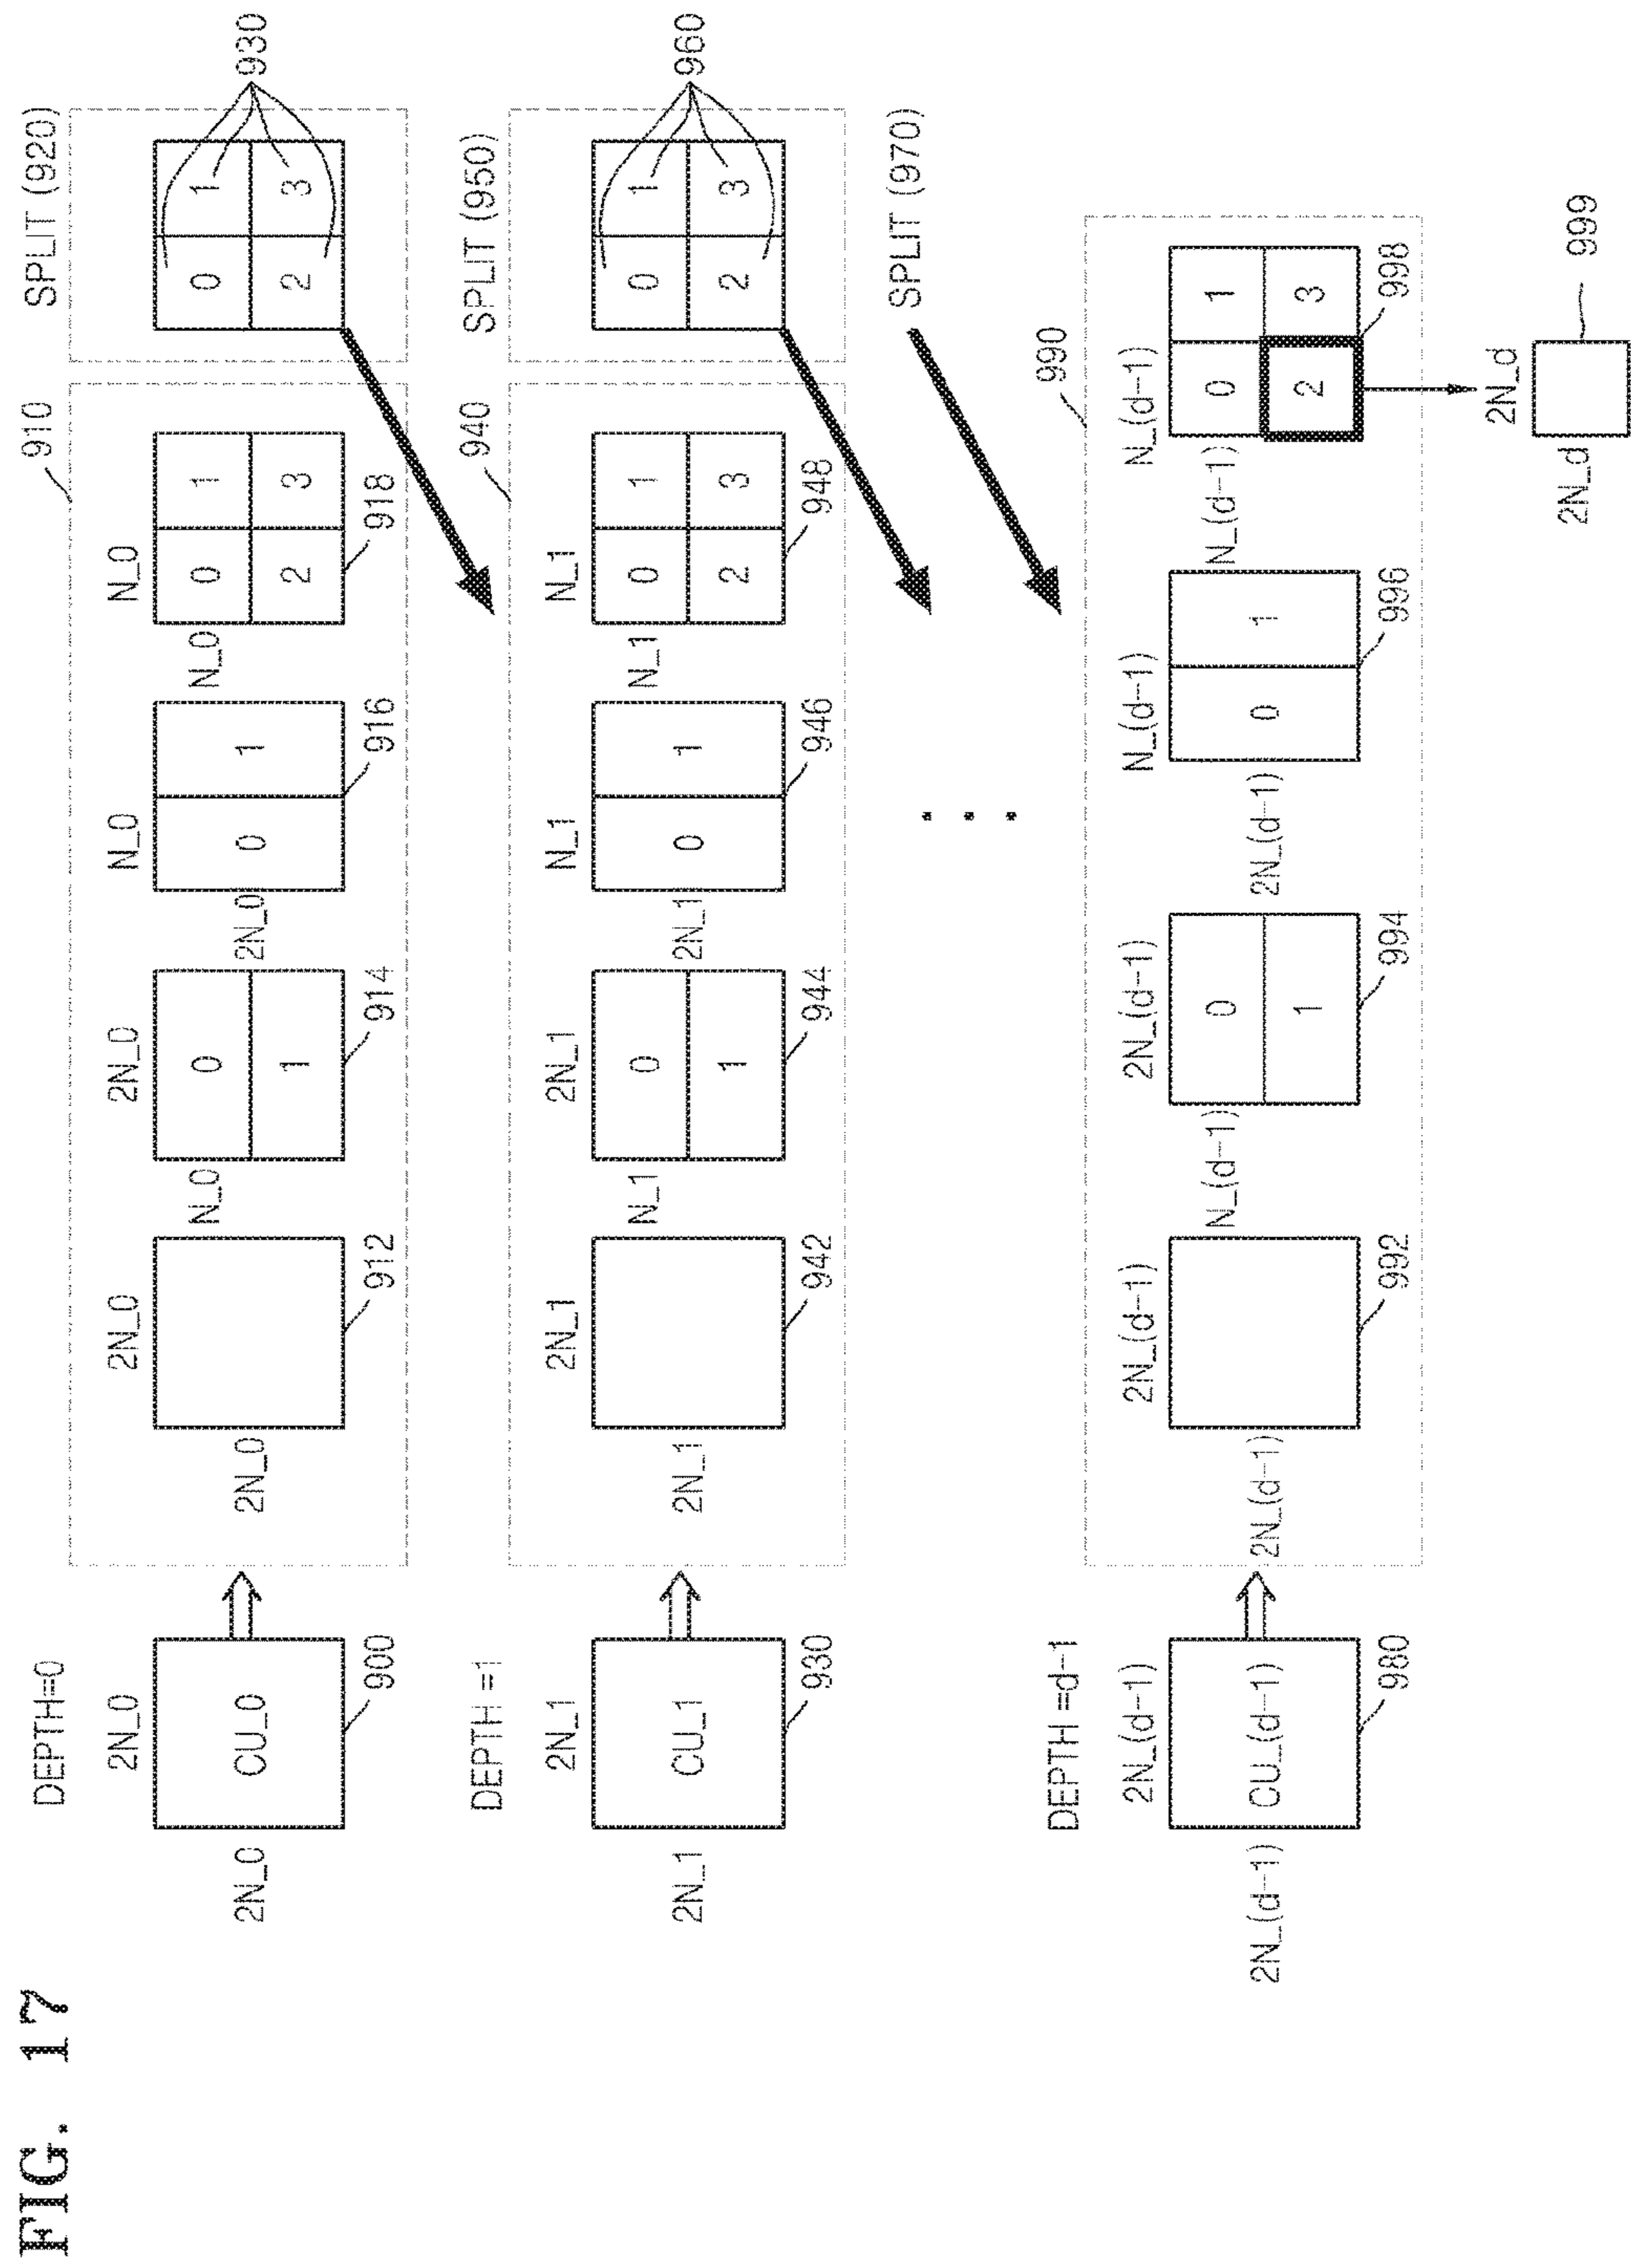 FIG. 17
DEPTH=0
2N_0
2N_0
CU_0
900
910
2N_0
2N_0
912
2N_0
N_0
0
1
914
N_0
2N_0
0
1
916
N_0
N_0
0
1
2
3
918
SPLIT (920)
0
1
2
3
930
DEPTH =1
2N_1
2N_1
CU_1
930
940
2N_1
2N_1
942
2N_1
N_1
0
1
944
N_1
2N_1
0
1
946
N_1
N_1
0
1
2
3
948
SPLIT (950)
0
1
2
3
960
SPLIT (970)
DEPTH =d-1
2N_(d-1)
2N_(d-1)
CU_(d-1)
980
990
2N_(d-1)
2N_(d-1)
992
2N_(d-1)
N_(d-1)
0
1
994
N_(d-1)
2N_(d-1)
0
1
996
N_(d-1)
N_(d-1)
0
1
2
3
998
2N_d
2N_d
999